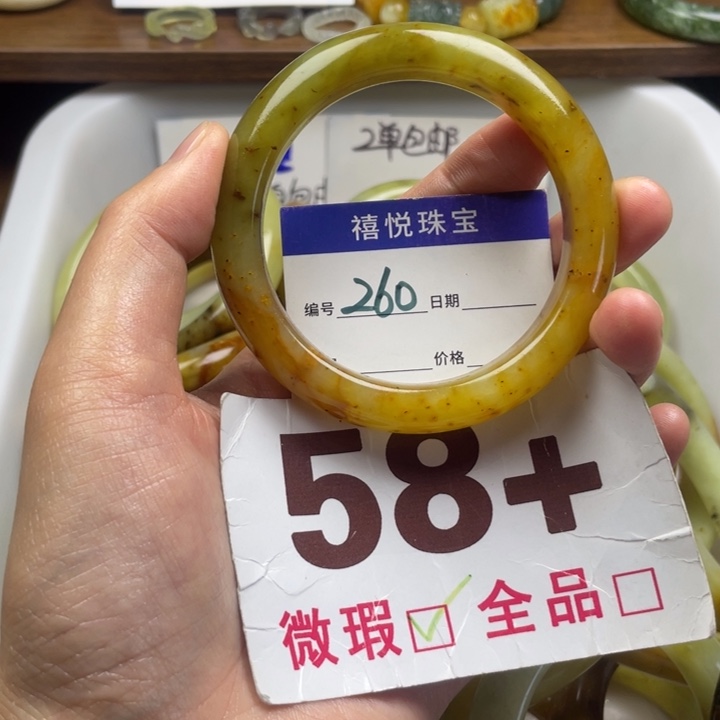 2单包邮
禧悦珠宝
编号 260 日期
价格
58+
微瑕☑ 全品☐